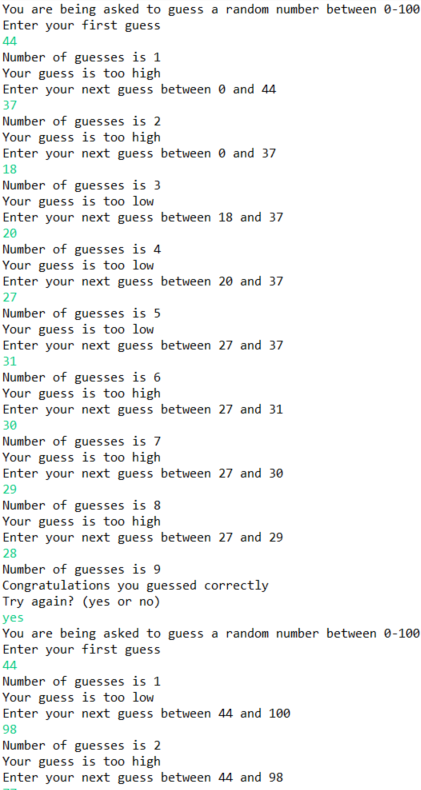 You are being asked to guess a random number between 0-100
Enter your first guess
44
Number of guesses is 1
Your guess is too high
Enter your next guess between 0 and 44
37
Number of guesses is 2
Your guess is too high
Enter your next guess between 0 and 37
18
Number of guesses is 3
Your guess is too low
Enter your next guess between 18 and 37
20
Number of guesses is 4
Your guess is too low
Enter your next guess between 20 and 37
27
Number of guesses is 5
Your guess is too low
Enter your next guess between 27 and 37
31
Number of guesses is 6
Your guess is too high
Enter your next guess between 27 and 31
30
Number of guesses is 7
Your guess is too high
Enter your next guess between 27 and 30
29
Number of guesses is 8
Your guess is too high
Enter your next guess between 27 and 29
28
Number of guesses is 9
Congratulations you guessed correctly
Try again? (yes or no)
yes
You are being asked to guess a random number between 0-100
Enter your first guess
44
Number of guesses is 1
Your guess is too low
Enter your next guess between 44 and 100
98
Number of guesses is 2
Your guess is too high
Enter your next guess between 44 and 98